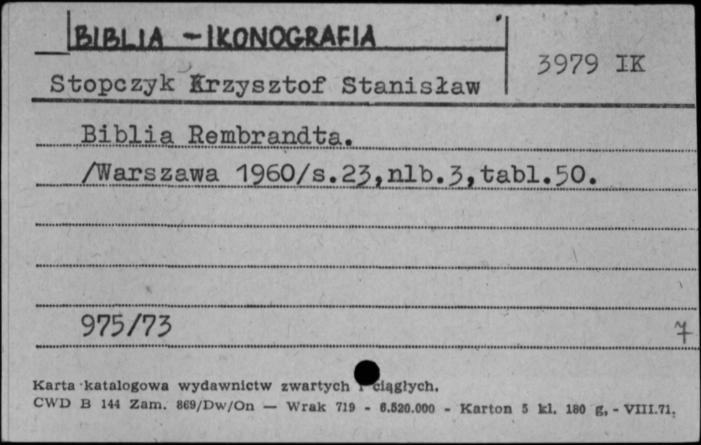 BIBLIA - IKONOGRAFIA
3979 IK
Stopczyk Krzysztof Stanisław
Biblia Rembrandta.
/Warszawa 1960/s.23,nlb.3,tabl.50.
975/73
7
Karta katalogowa wydawnictw zwartych i ciągłych.
CWD B 144 Zam. 869/Dw/On — Wrak 719 - 6.520.000 - Karton 5 kl. 180 g. - VIII.71.